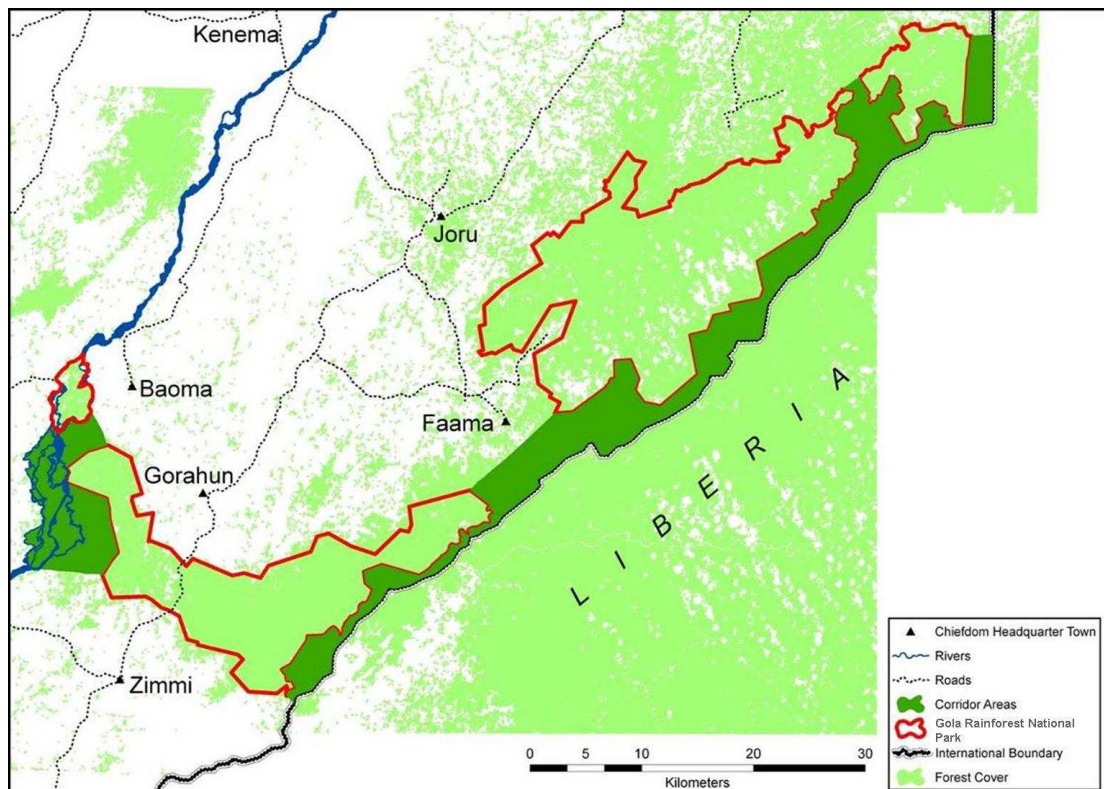 Kenema
Joru
Baoma
Faama
Gorahun
Zimmi
LIBERIA
Chiefdom Headquarter Town
Rivers
Roads
Corridor Areas
Gola Rainforest National
Park
International Boundary
Forest Cover
0 5 10 20 30
Kilometers